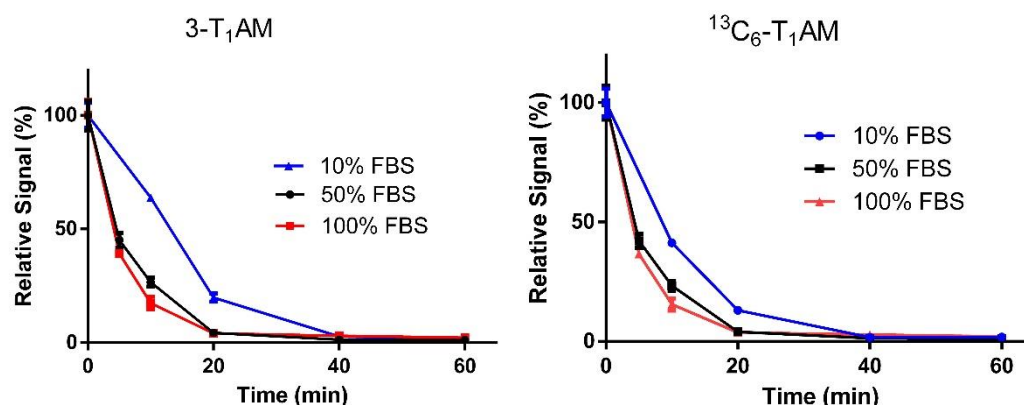 3-T₁AM
Relative Signal (%)
100
50
0
10% FBS
50% FBS
100% FBS
0 20 40 60
Time (min)
¹³C₆-T₁AM
Relative Signal (%)
100
50
0
10% FBS
50% FBS
100% FBS
0 20 40 60
Time (min)